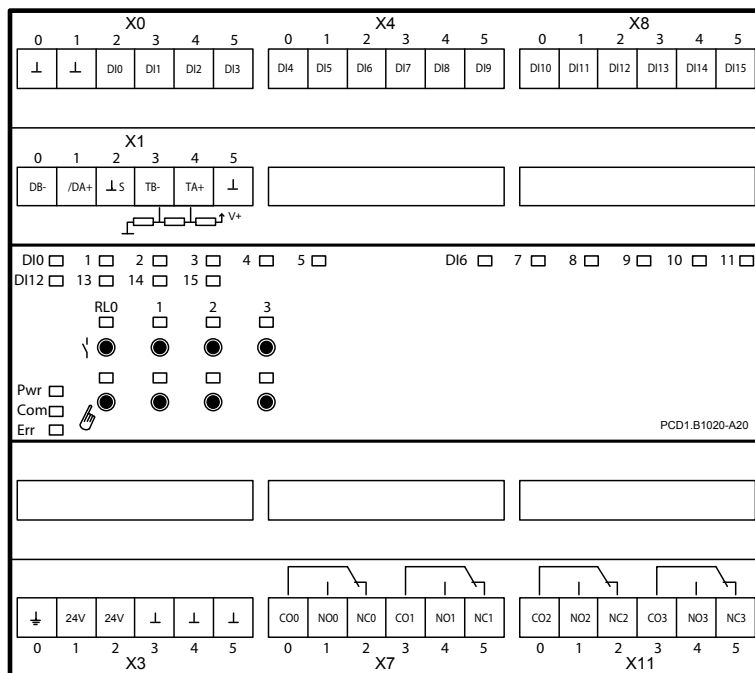 X0 X4 X8
0 1 2 3 4 5 0 1 2 3 4 5 0 1 2 3 4 5
⊥ ⊥ DI0 DI1 DI2 DI3 DI4 DI5 DI6 DI7 DI8 DI9 DI10 DI11 DI12 DI13 DI14 DI15
X1
0 1 2 3 4 5
DB- /DA+ ⊥ S TB- TA+ ⊥
V+
DI0 1 2 3 4 5 DI6 7 8 9 10 11
DI12 13 14 15
RL0 1 2 3
Pwr
Com
Err
PCD1.B1020-A20
24V 24V ⊥ ⊥ ⊥ CO0 NO0 NC0 CO1 NO1 NC1 CO2 NO2 NC2 CO3 NO3 NC3
0 1 2 3 4 5 0 1 2 3 4 5 0 1 2 3 4 5
X3 X7 X11